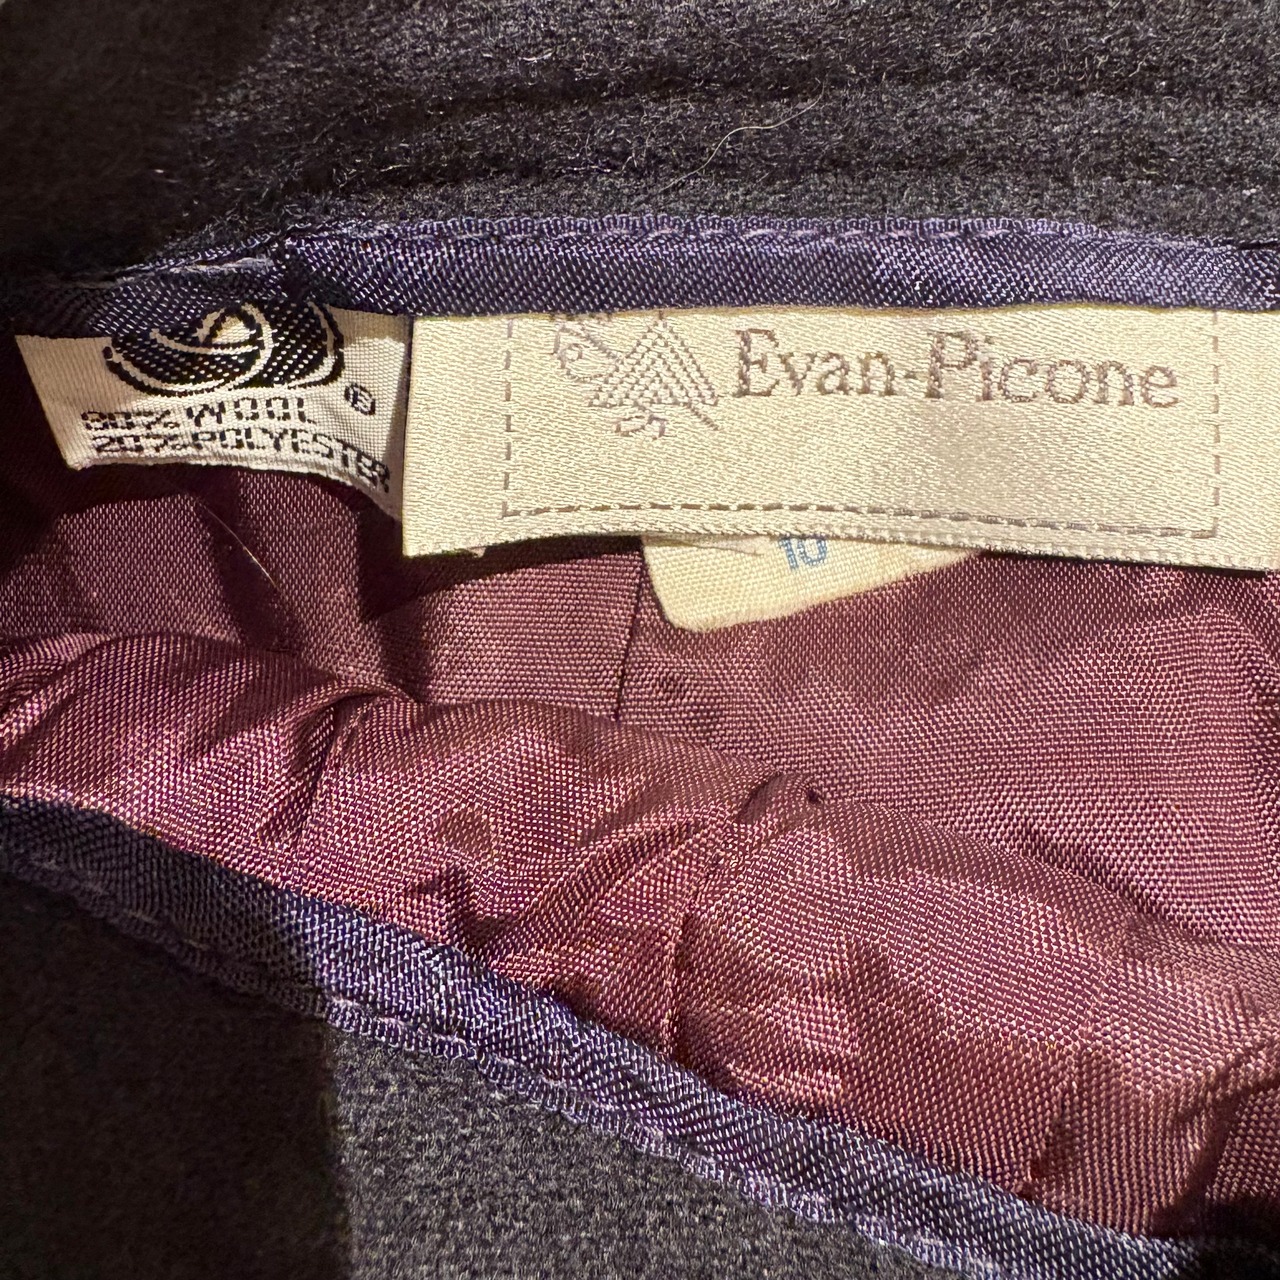 Evan-Picone
80% WOOL ®
20% POLYESTER
10